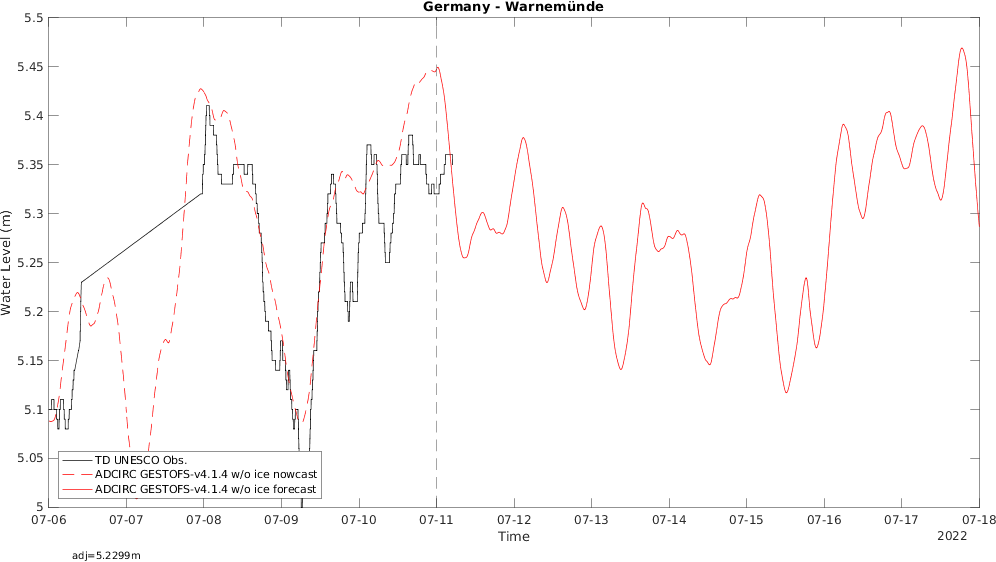 Germany - Warnemünde
5.5
5.45
5.4
5.35
5.3
5.25
5.2
5.15
5.1
5.05
5
Water Level (m)
TD UNESCO Obs.
ADCIRC GESTOFS-v4.1.4 w/o ice nowcast
ADCIRC GESTOFS-v4.1.4 w/o ice forecast
07-06 07-07 07-08 07-09 07-10 07-11 07-12 07-13 07-14 07-15 07-16 07-17 07-18
Time
2022
adj=5.2299m